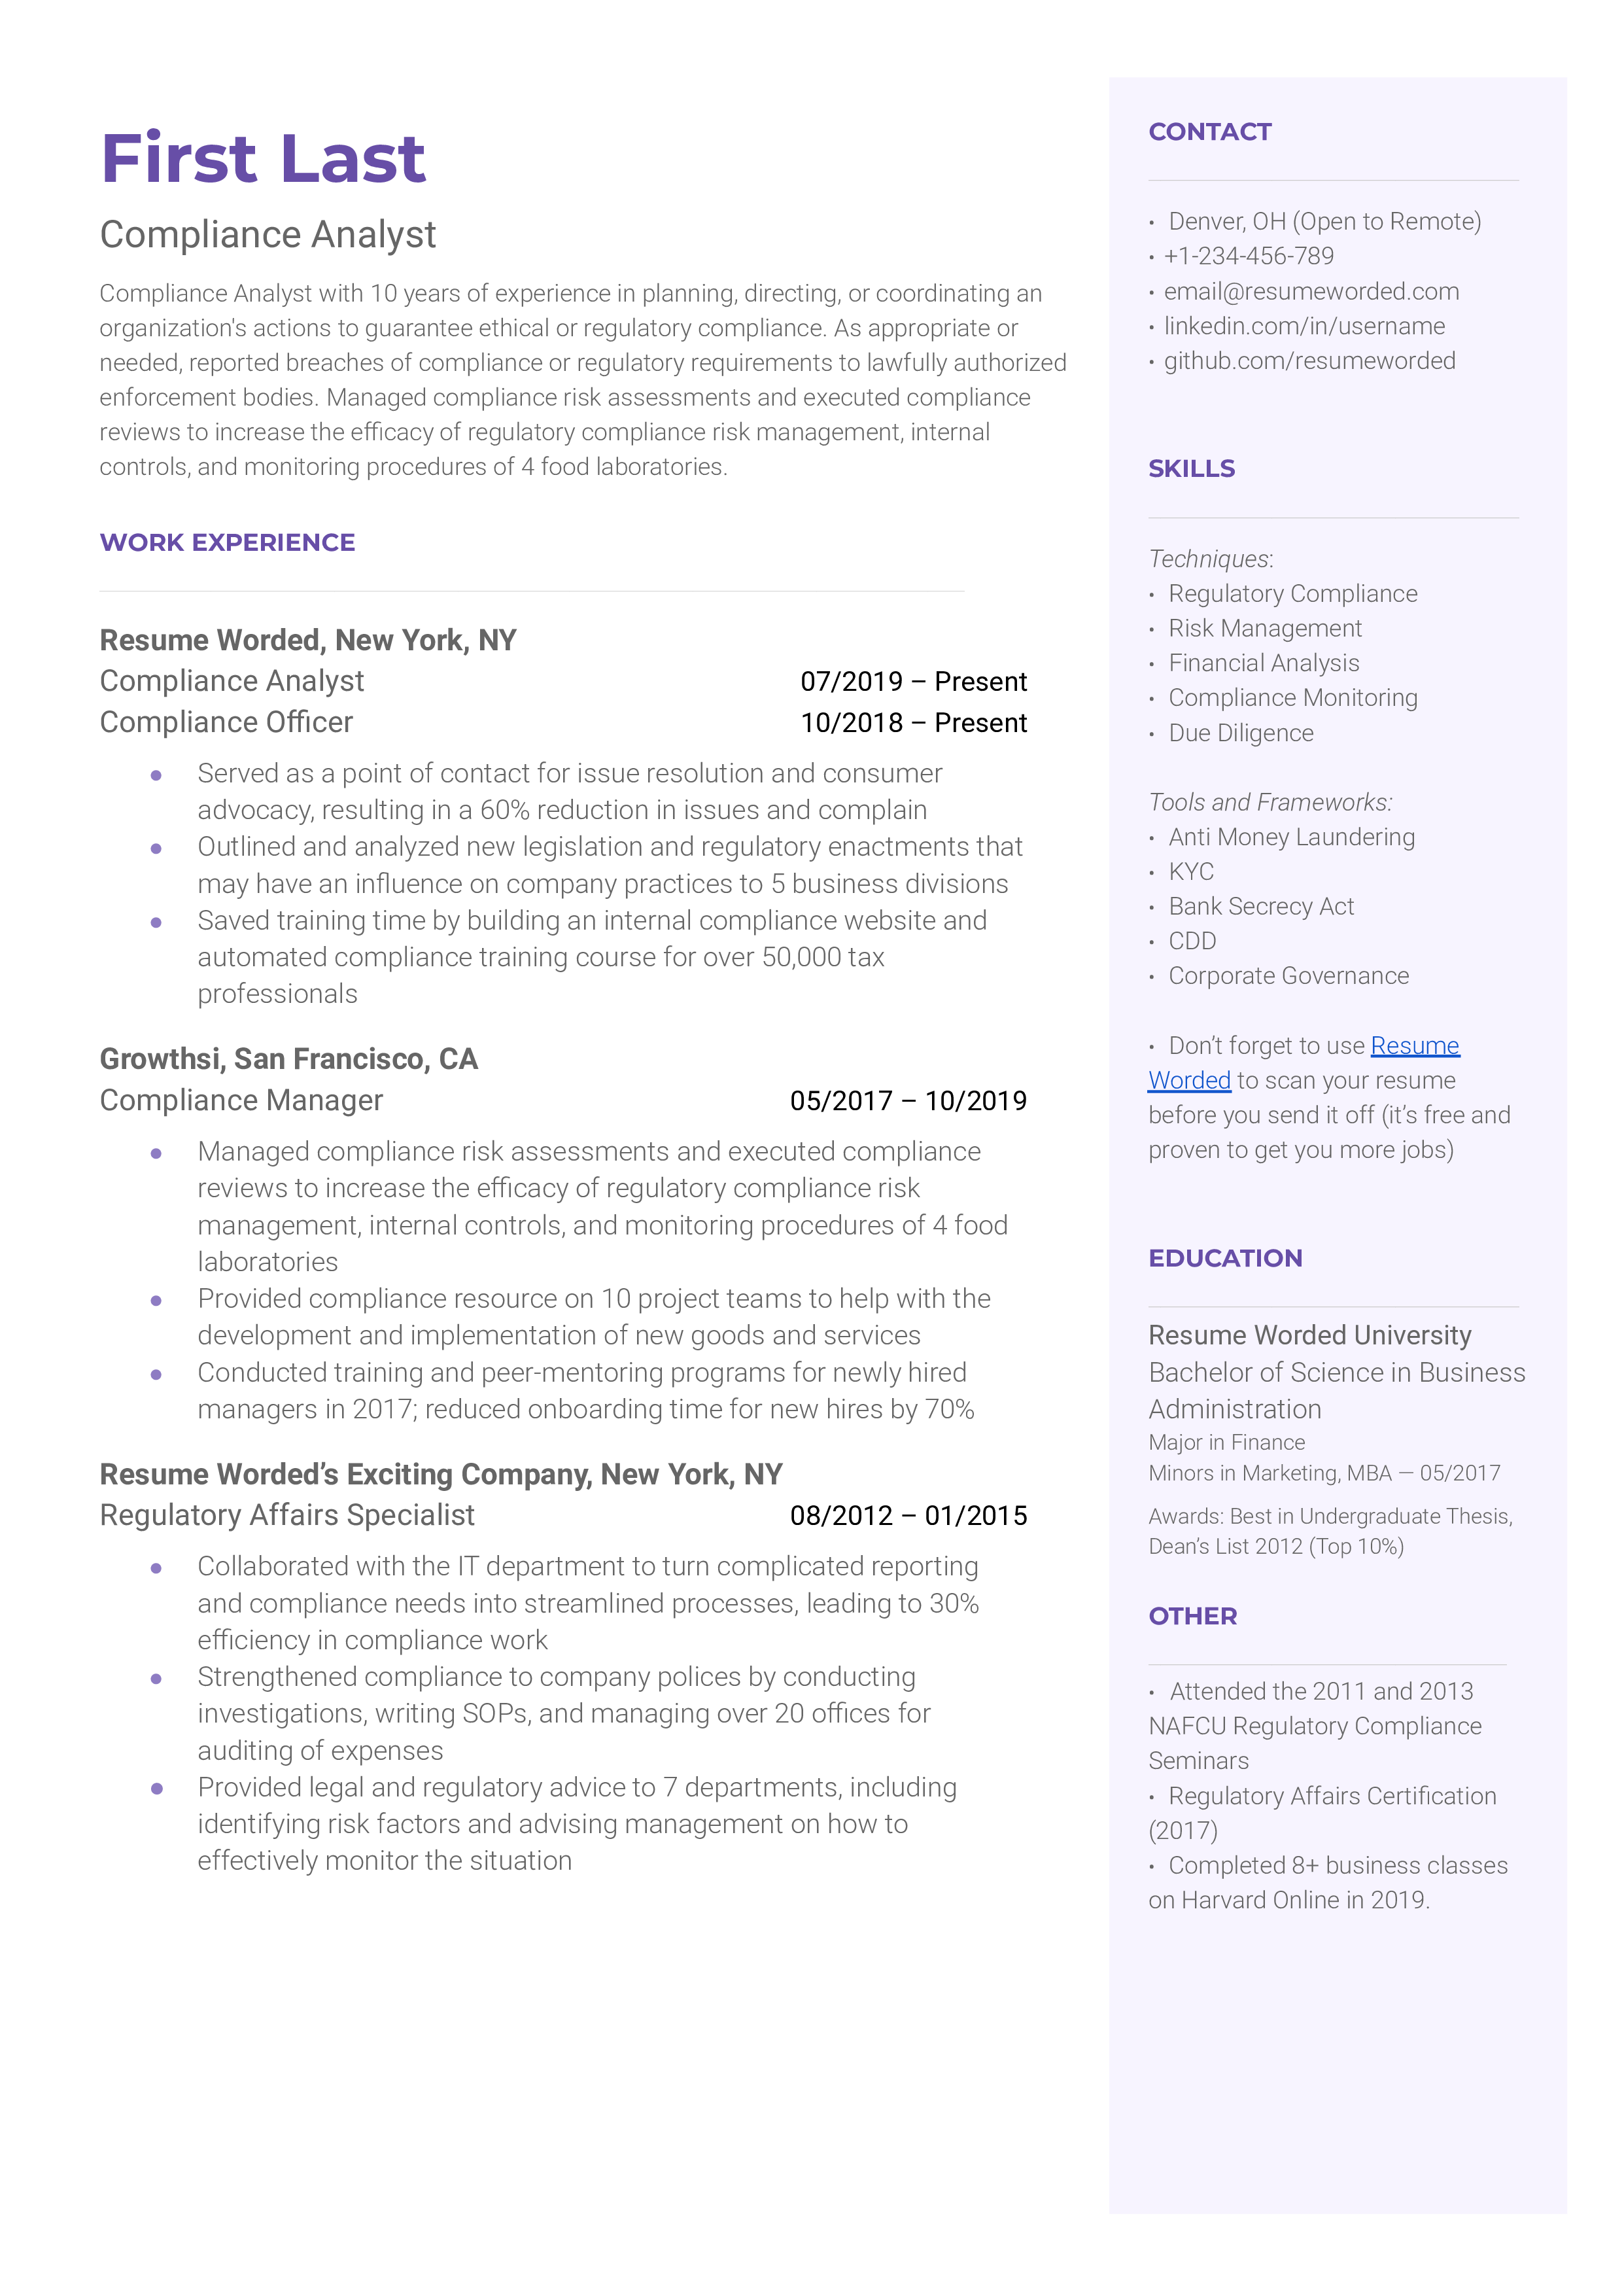 First Last
Compliance Analyst
Compliance Analyst with 10 years of experience in planning, directing, or coordinating an
organization's actions to guarantee ethical or regulatory compliance. As appropriate or
needed, reported breaches of compliance or regulatory requirements to lawfully authorized
enforcement bodies. Managed compliance risk assessments and executed compliance
reviews to increase the efficacy of regulatory compliance risk management, internal
controls, and monitoring procedures of 4 food laboratories.
WORK EXPERIENCE
Resume Worded, New York, NY
Compliance Analyst 07/2019 – Present
Compliance Officer 10/2018 – Present
● Served as a point of contact for issue resolution and consumer
advocacy, resulting in a 60% reduction in issues and complain
● Outlined and analyzed new legislation and regulatory enactments that
may have an influence on company practices to 5 business divisions
● Saved training time by building an internal compliance website and
automated compliance training course for over 50,000 tax
professionals
Growthsi, San Francisco, CA
Compliance Manager 05/2017 – 10/2019
● Managed compliance risk assessments and executed compliance
reviews to increase the efficacy of regulatory compliance risk
management, internal controls, and monitoring procedures of 4 food
laboratories
● Provided compliance resource on 10 project teams to help with the
development and implementation of new goods and services
● Conducted training and peer-mentoring programs for newly hired
managers in 2017; reduced onboarding time for new hires by 70%
Resume Worded’s Exciting Company, New York, NY
Regulatory Affairs Specialist 08/2012 – 01/2015
● Collaborated with the IT department to turn complicated reporting
and compliance needs into streamlined processes, leading to 30%
efficiency in compliance work
● Strengthened compliance to company polices by conducting
investigations, writing SOPs, and managing over 20 offices for
auditing of expenses
● Provided legal and regulatory advice to 7 departments, including
identifying risk factors and advising management on how to
effectively monitor the situation
CONTACT
• Denver, OH (Open to Remote)
• +1-234-456-789
• email@resumeworded.com
• linkedin.com/in/username
• github.com/resumeworded
SKILLS
Techniques:
• Regulatory Compliance
• Risk Management
• Financial Analysis
• Compliance Monitoring
• Due Diligence
Tools and Frameworks:
• Anti Money Laundering
• KYC
• Bank Secrecy Act
• CDD
• Corporate Governance
• Don’t forget to use Resume
Worded to scan your resume
before you send it off (it’s free and
proven to get you more jobs)
EDUCATION
Resume Worded University
Bachelor of Science in Business
Administration
Major in Finance
Minors in Marketing, MBA — 05/2017
Awards: Best in Undergraduate Thesis,
Dean’s List 2012 (Top 10%)
OTHER
• Attended the 2011 and 2013
NAFCU Regulatory Compliance
Seminars
• Regulatory Affairs Certification
(2017)
• Completed 8+ business classes
on Harvard Online in 2019.